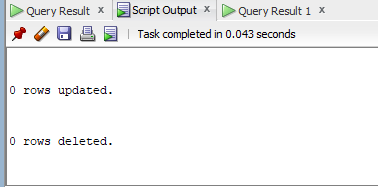 Query Result x Script Output x Query Result 1 x
Task completed in 0.043 seconds
0 rows updated.
0 rows deleted.